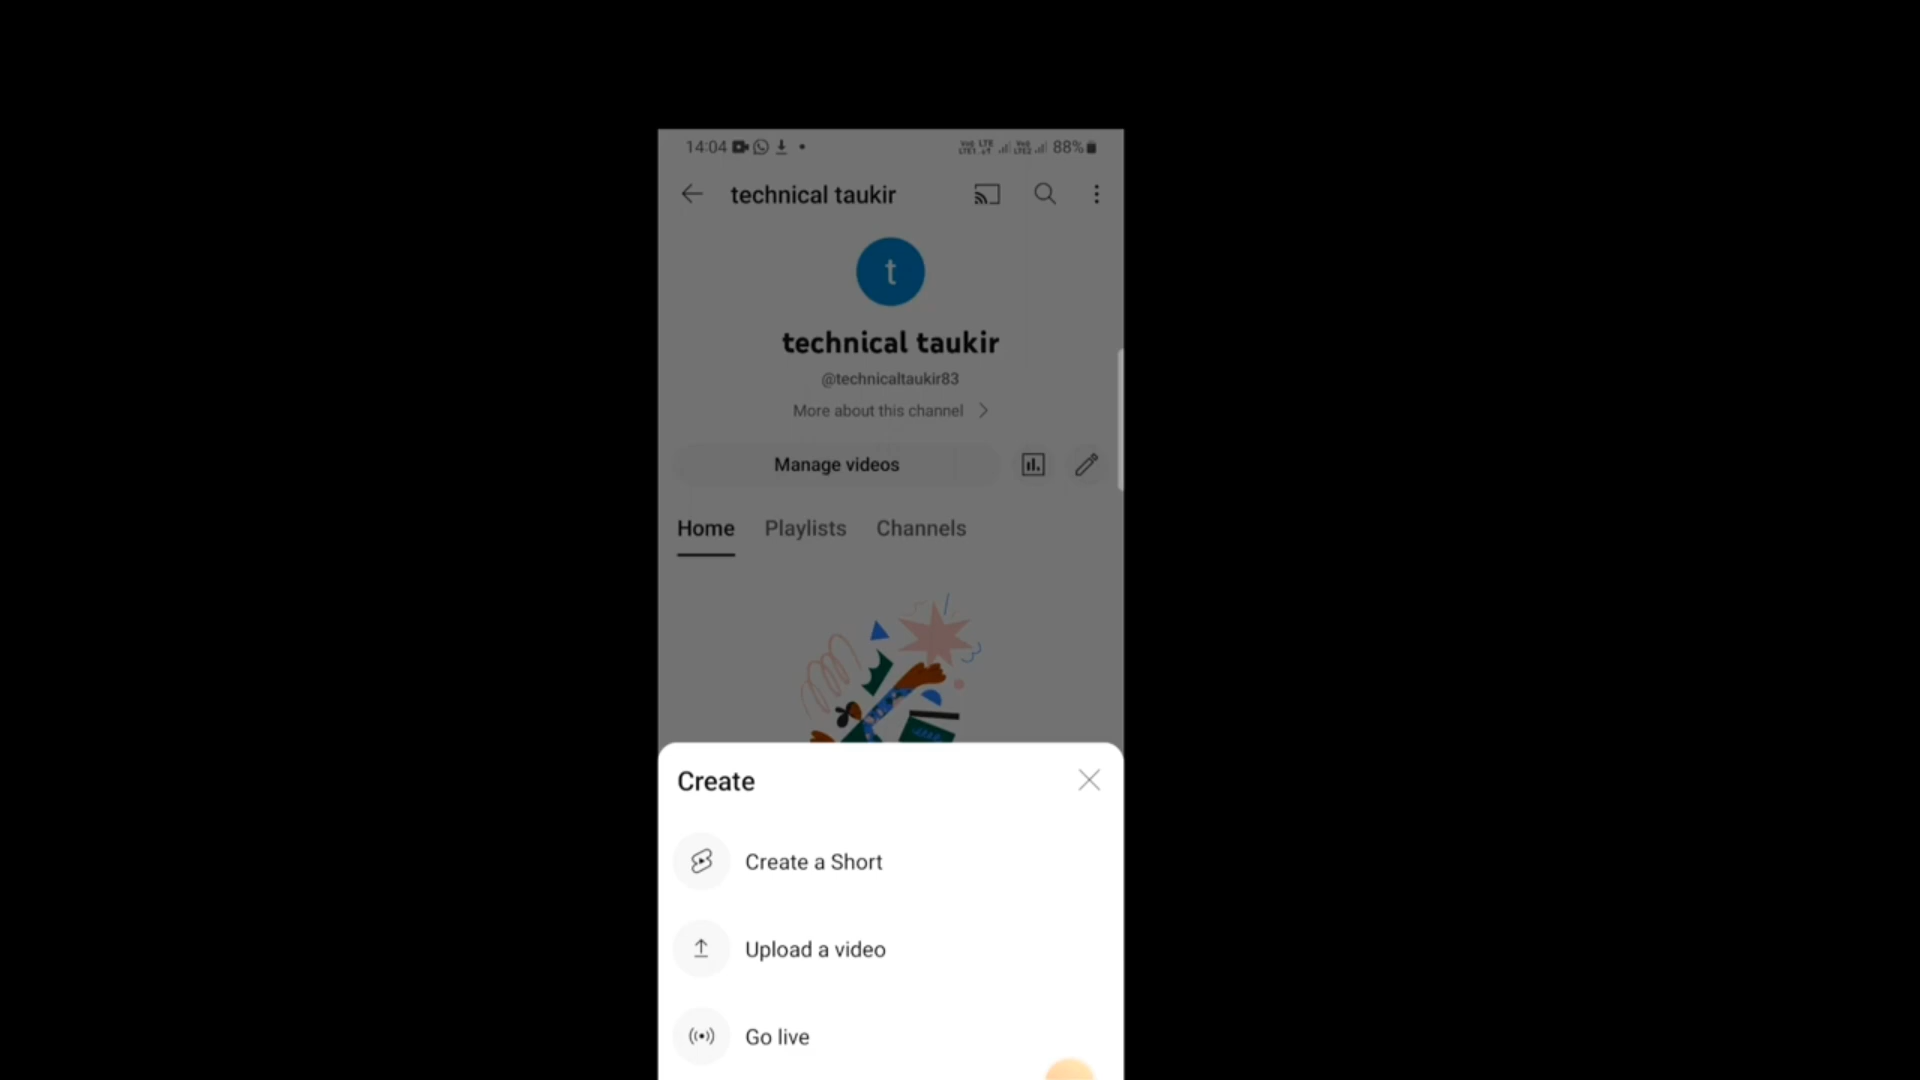 14:04 88%
technical taukir
t
technical taukir
@technicaltaukir83
More about this channel
Manage videos
Home Playlists Channels
Create
Create a Short
Upload a video
Go live